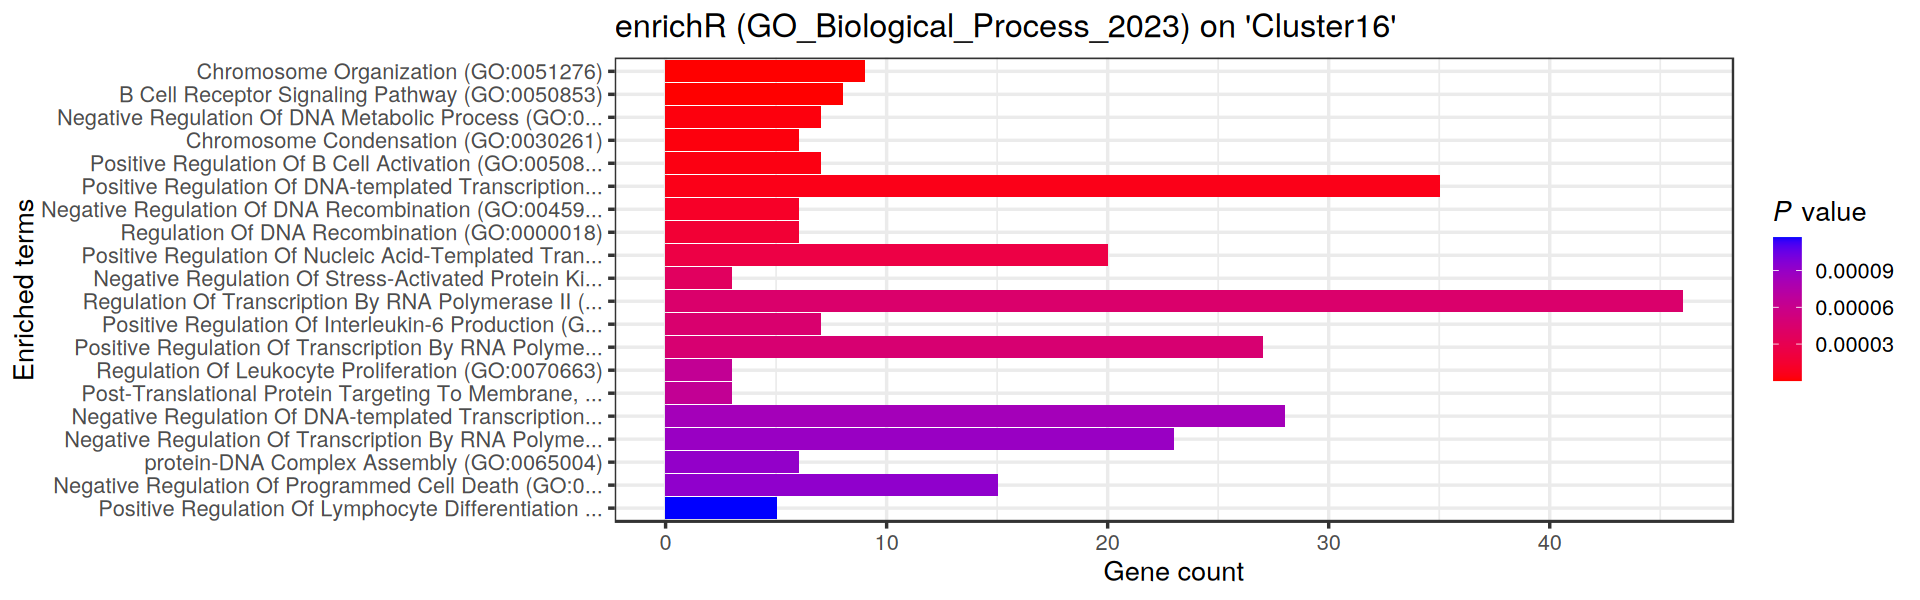 enrichR (GO_Biological_Process_2023) on 'Cluster16'
Enriched terms
Chromosome Organization (GO:0051276)
B Cell Receptor Signaling Pathway (GO:0050853)
Negative Regulation Of DNA Metabolic Process (GO:0...
Chromosome Condensation (GO:0030261)
Positive Regulation Of B Cell Activation (GO:00508...
Positive Regulation Of DNA-templated Transcription...
Negative Regulation Of DNA Recombination (GO:00459...
Regulation Of DNA Recombination (GO:0000018)
Positive Regulation Of Nucleic Acid-Templated Tran...
Negative Regulation Of Stress-Activated Protein Ki...
Regulation Of Transcription By RNA Polymerase II (...
Positive Regulation Of Interleukin-6 Production (G...
Positive Regulation Of Transcription By RNA Polyme...
Regulation Of Leukocyte Proliferation (GO:0070663)
Post-Translational Protein Targeting To Membrane, ...
Negative Regulation Of DNA-templated Transcription...
Negative Regulation Of Transcription By RNA Polyme...
protein-DNA Complex Assembly (GO:0065004)
Negative Regulation Of Programmed Cell Death (GO:0...
Positive Regulation Of Lymphocyte Differentiation ...
0 10 20 30 40
Gene count
P value
0.00009
0.00006
0.00003